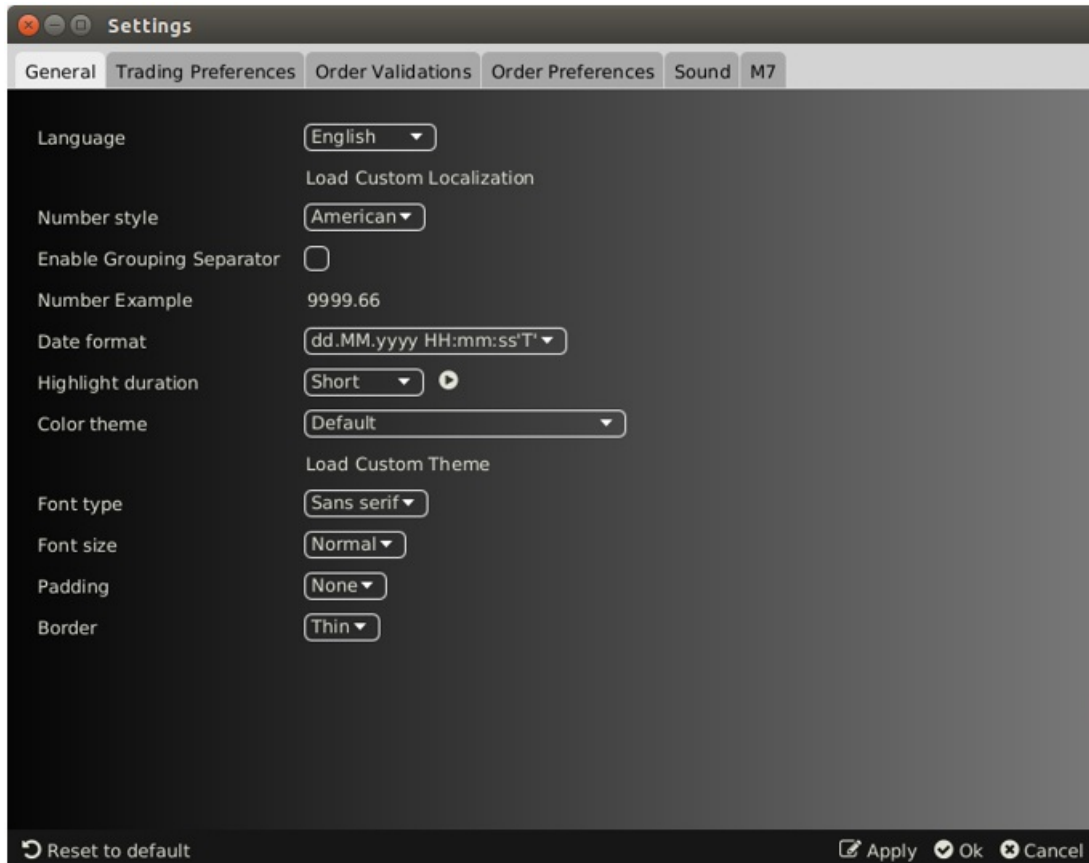 Settings
General Trading Preferences Order Validations Order Preferences Sound M7
Language English
Load Custom Localization
Number style American
Enable Grouping Separator
Number Example 9999.66
Date format dd.MM.yyyy HH:mm:ss'T'
Highlight duration Short
Color theme Default
Load Custom Theme
Font type Sans serif
Font size Normal
Padding None
Border Thin
Reset to default Apply Ok Cancel